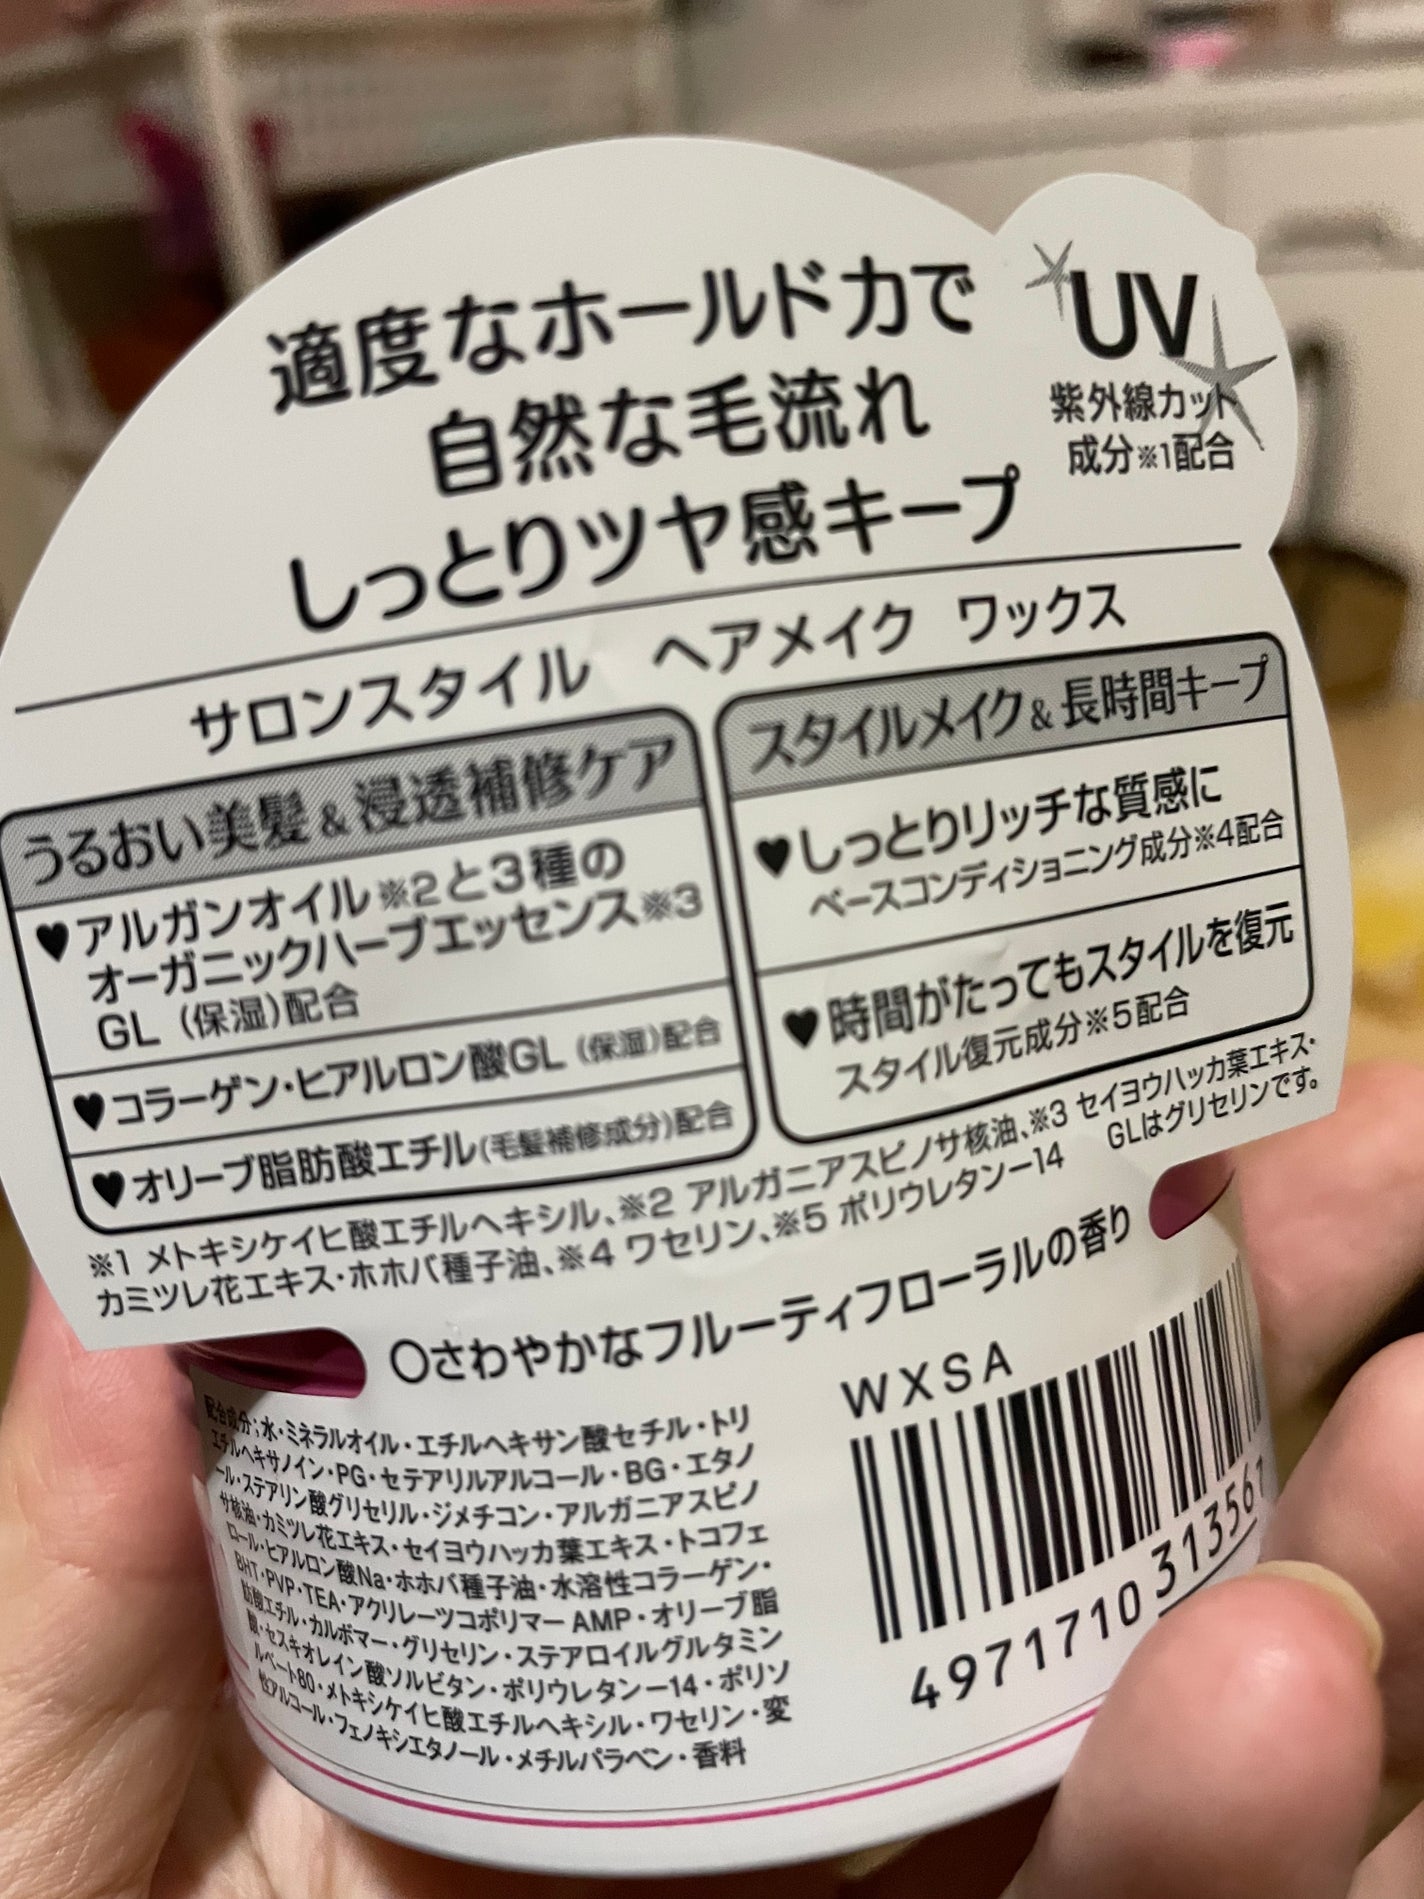 適度なホールド力で
自然な毛流れ
しっとりツヤ感キープ
UV
紫外線カット
成分※1配合
サロンスタイル ヘアメイク ワックス
うるおい美髪&浸透補修ケア
♥アルガンオイル※2と3種の
オーガニックハーブエッセンス※3
GL(保湿)配合
♥コラーゲン・ヒアルロン酸GL(保湿)配合
♥オリーブ脂肪酸エチル(毛髪補修成分)配合
スタイルメイク&長時間キープ
♥しっとりリッチな質感に
ベースコンディショニング成分※4配合
♥時間がたってもスタイルを復元
スタイル復元成分※5配合
※1 メトキシケイヒ酸エチルヘキシル、※2 アルガニアスピノサ核油、※3 セイヨウハッカ葉エキス・
カミツレ花エキス・ホホバ種子油、※4 ワセリン、※5 ポリウレタンー14 GLはグリセリンです。
○さわやかなフルーティフローラルの香り
配合成分;水・ミネラルオイル・エチルヘキサン酸セチル・トリ
エチルヘキサノイン・PG・セテアリルアルコール・BG・エタノ
ール・ステアリン酸グリセリル・ジメチコン・アルガニアスピノ
サ核油・カミツレ花エキス・セイヨウハッカ葉エキス・トコフェ
ロール・ヒアルロン酸Na・ホホバ種子油・水溶性コラーゲン・
BHT・PVP・TEA・アクリレーツコポリマーAMP・オリーブ脂
肪酸エチル・カルボマー・グリセリン・ステアロイルグルタミン
酸・セスキオレイン酸ソルビタン・ポリウレタンー14・ポリソ
ルベート80・メトキシケイヒ酸エチルヘキシル・ワセリン・変
性アルコール・フェノキシエタノール・メチルパラベン・香料
WXSA
4971710313567